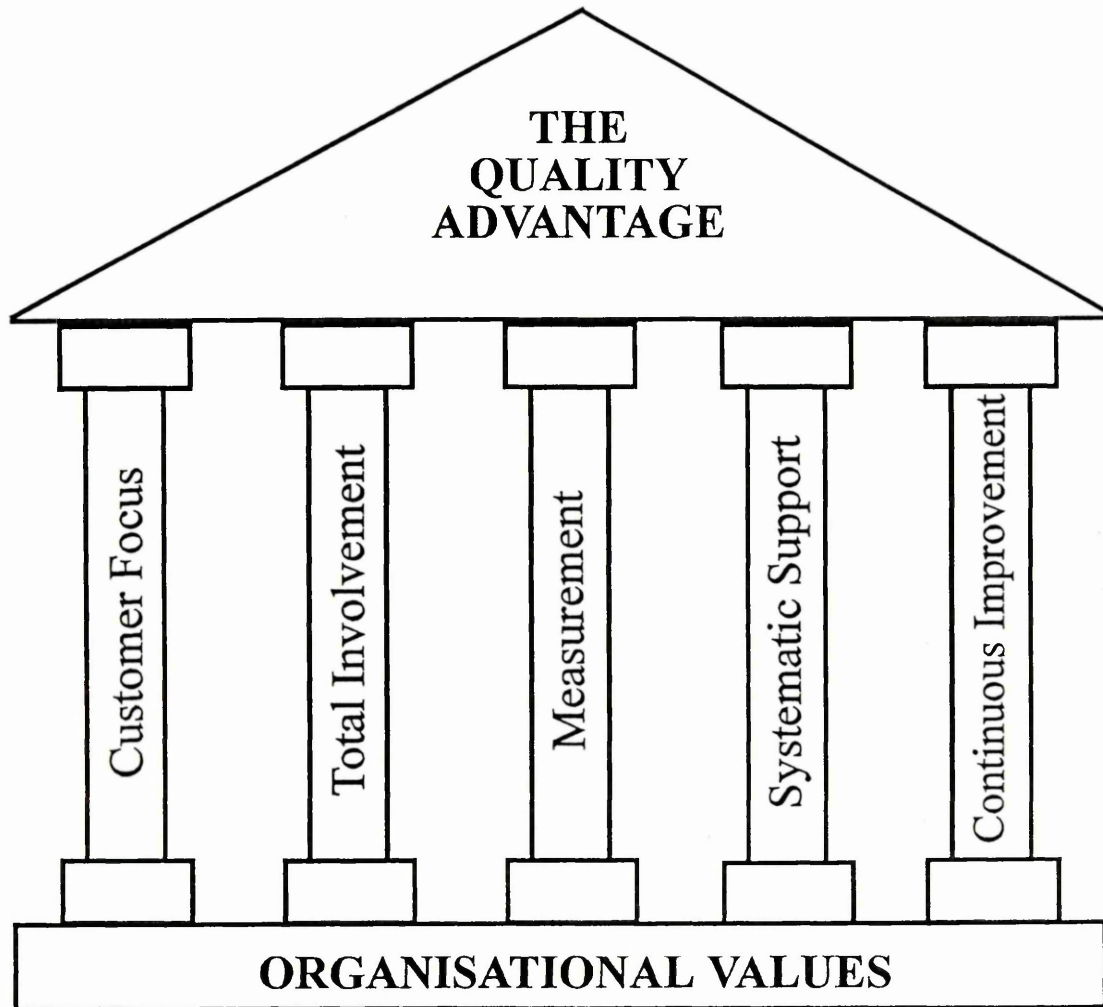 THE
QUALITY
ADVANTAGE
Customer Focus
Total Involvement
Measurement
Systematic Support
Continuous Improvement
ORGANISATIONAL VALUES